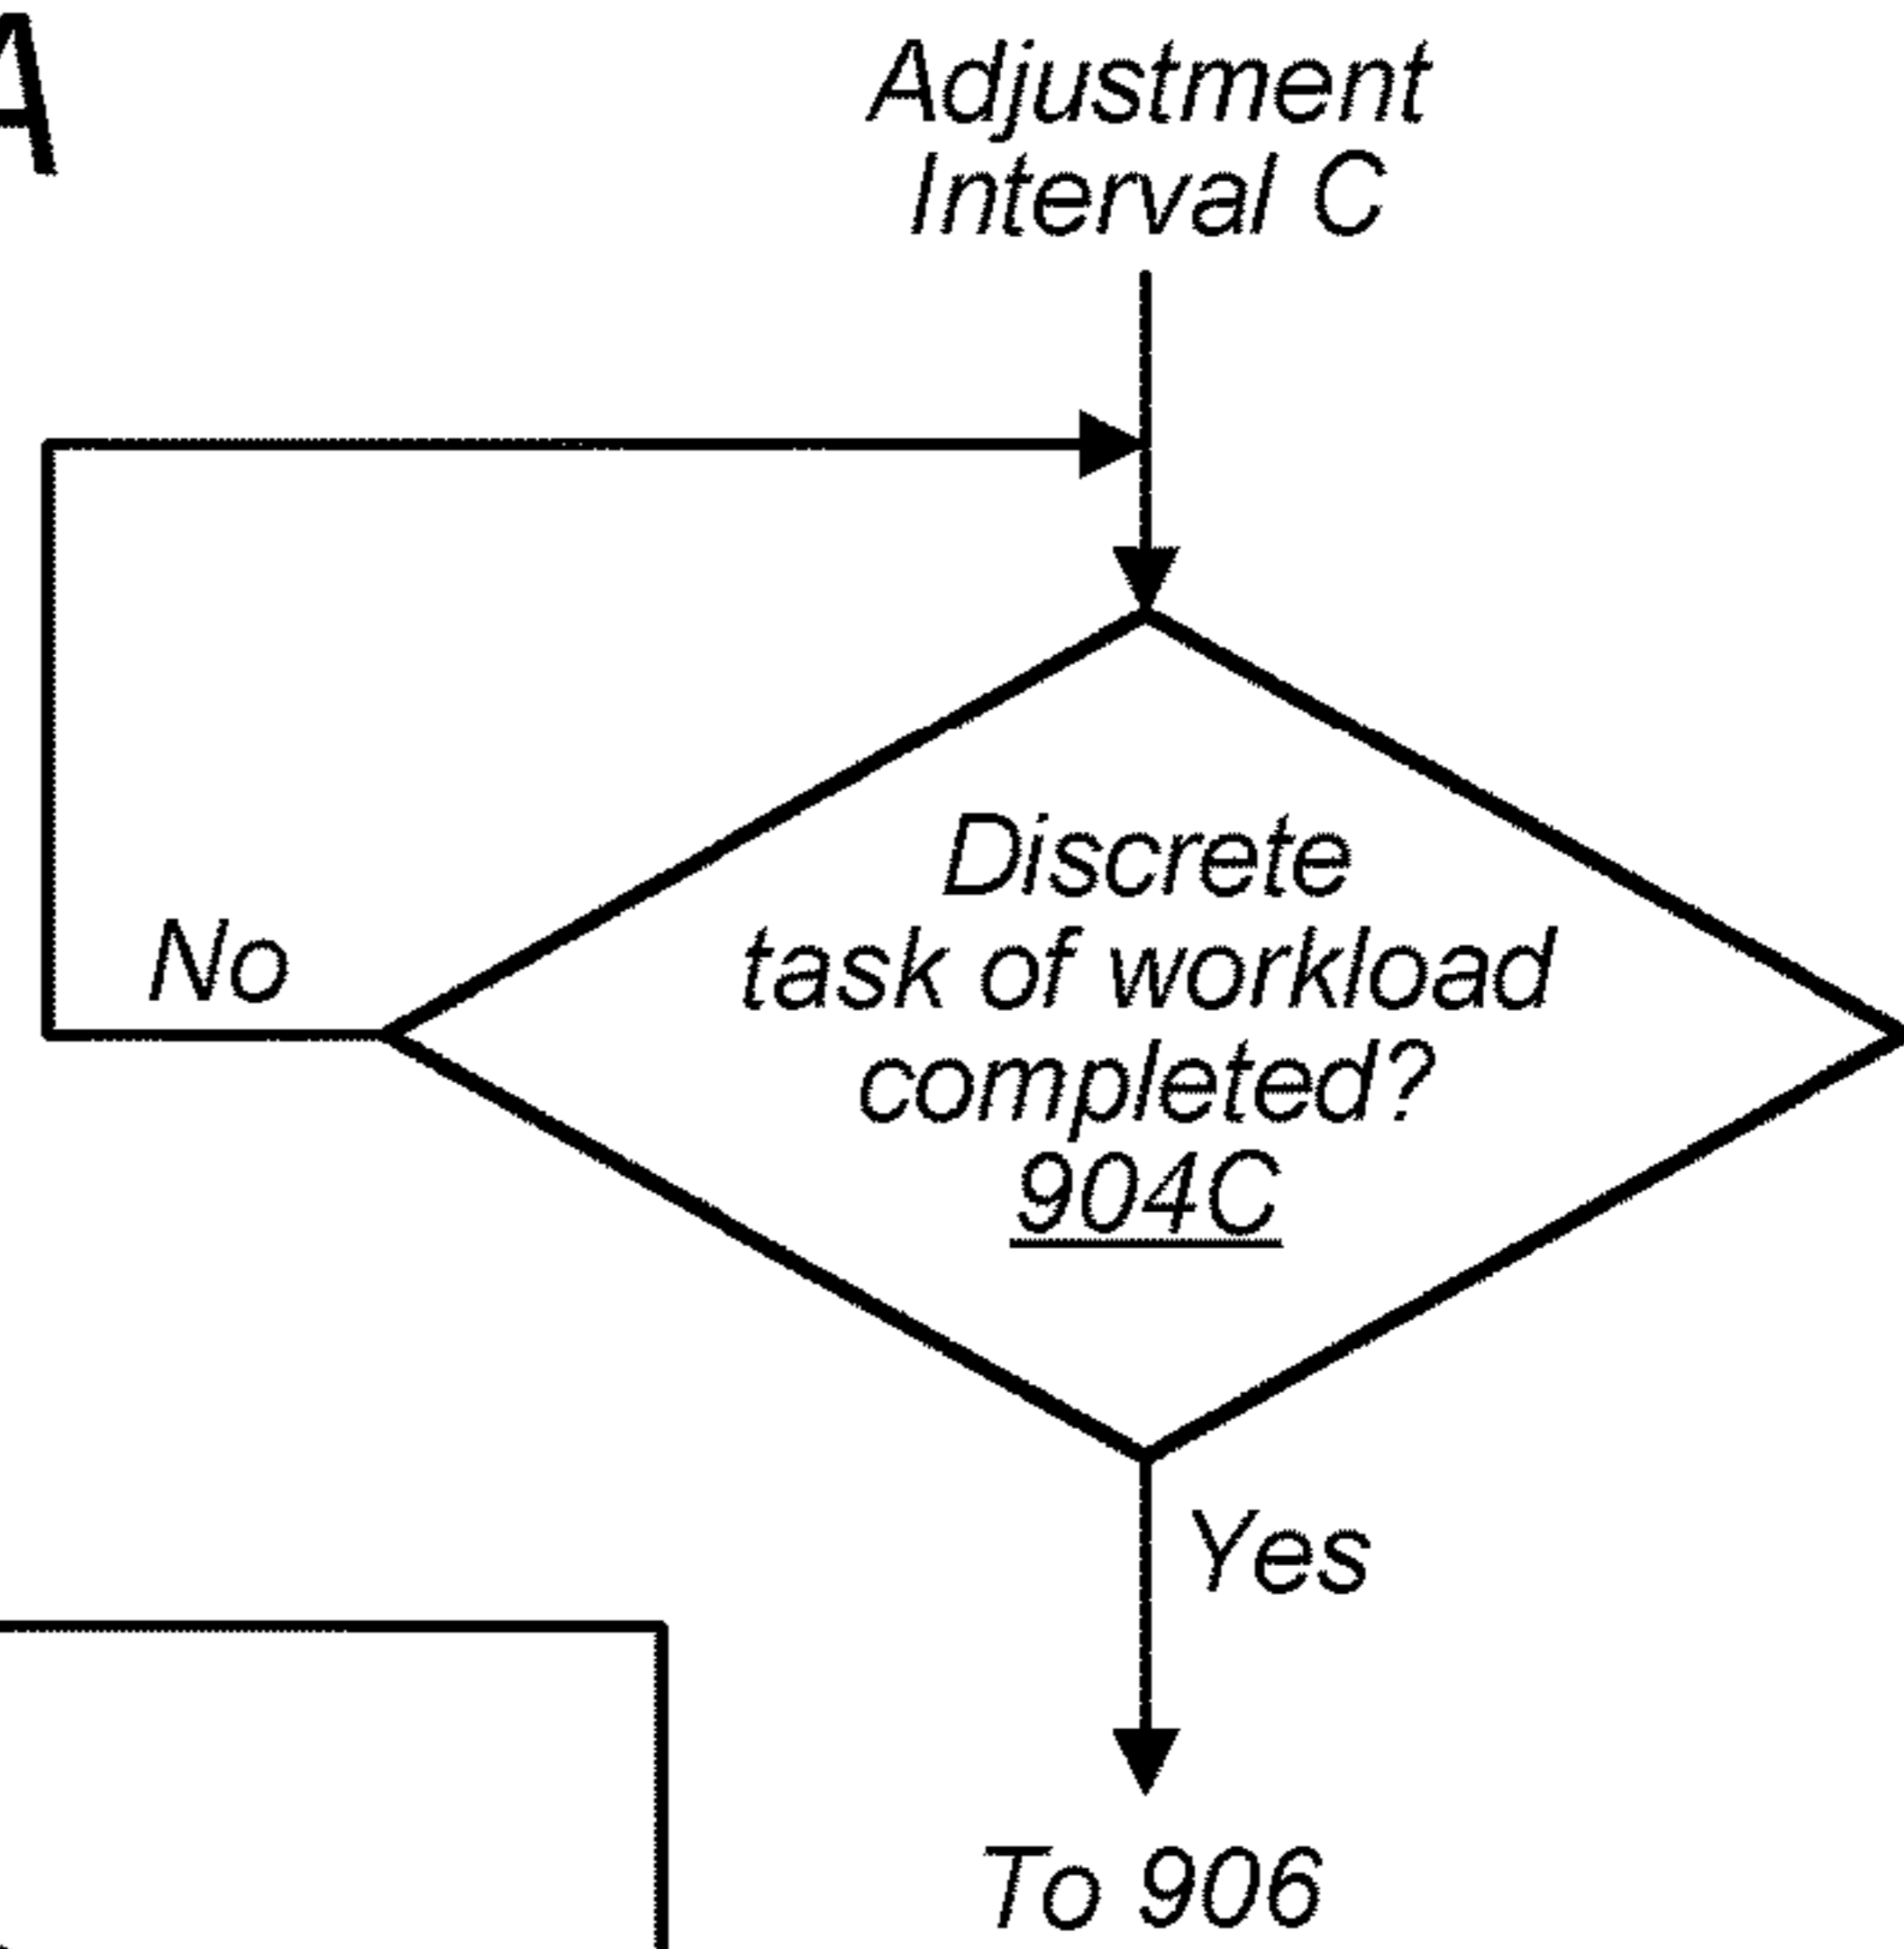 A
Adjustment
Interval C
Discrete
task of workload
completed?
904C
No
Yes
To 906